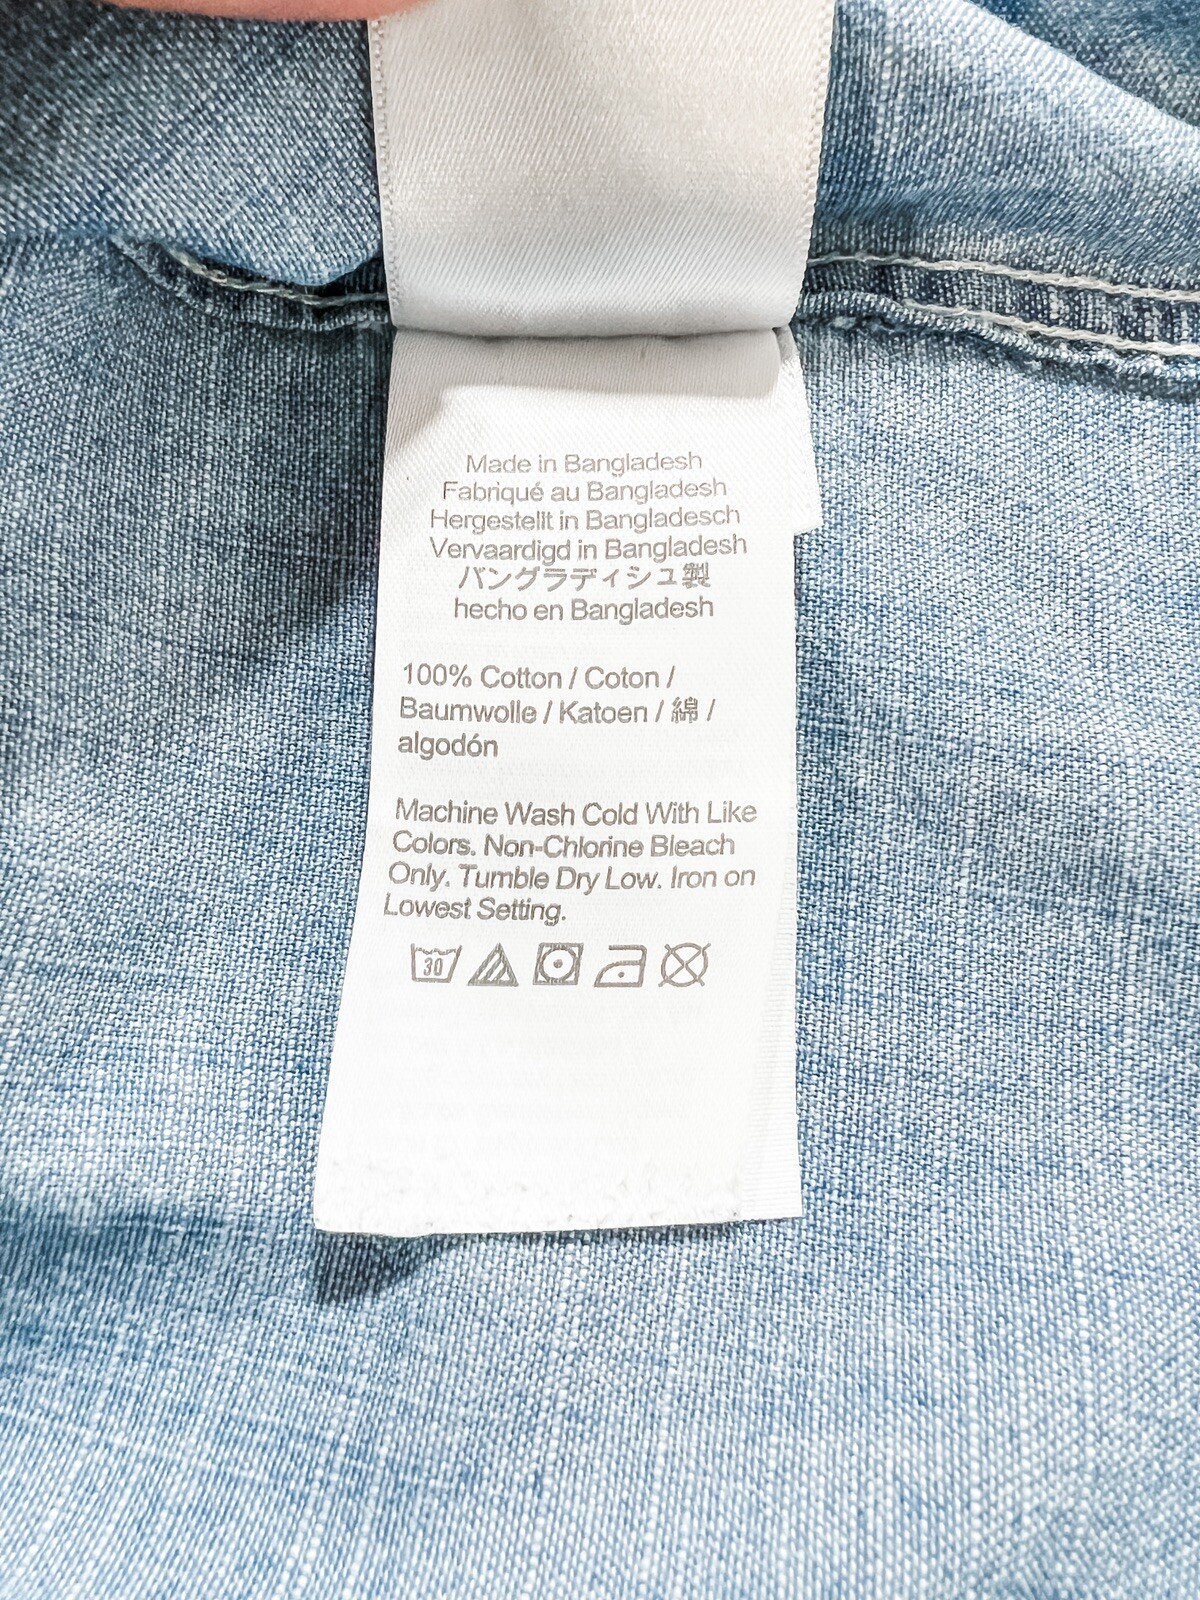 Made in Bangladesh
Fabriqué au Bangladesh
Hergestellt in Bangladesch
Vervaardigd in Bangladesh
バングラディシュ製
hecho en Bangladesh
100% Cotton / Coton /
Baumwolle / Katoen / 綿 /
algodón
Machine Wash Cold With Like
Colors. Non-Chlorine Bleach
Only. Tumble Dry Low. Iron on
Lowest Setting.
30